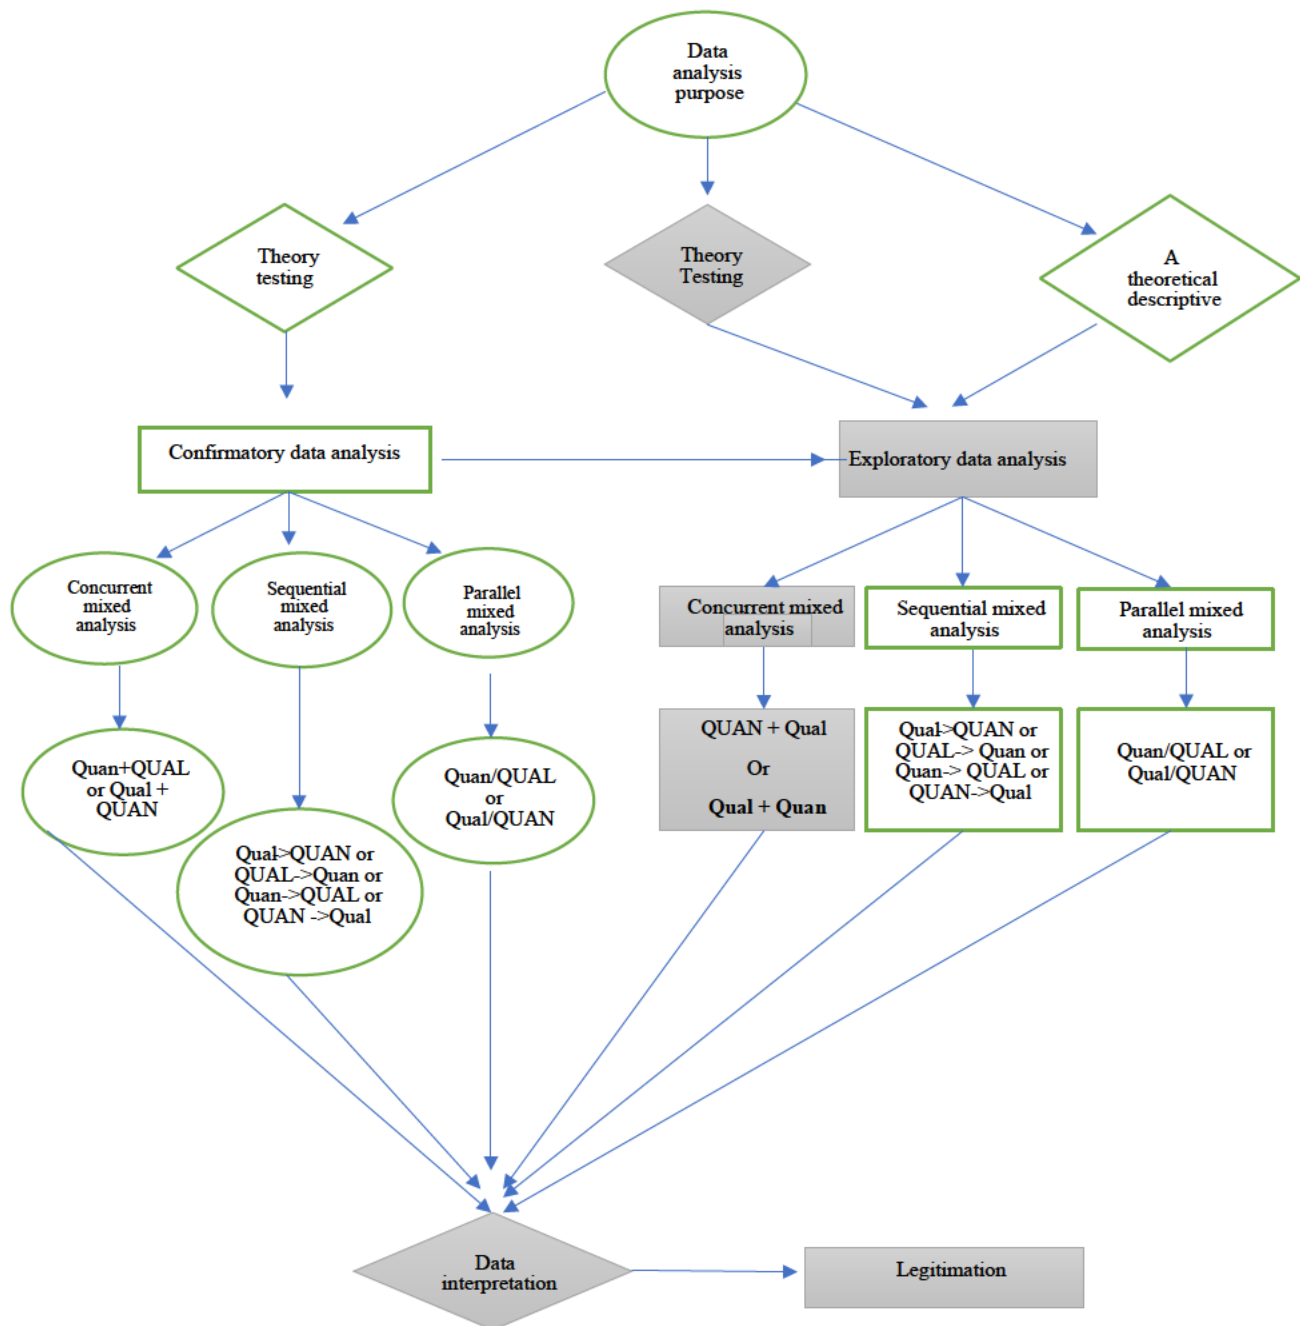 Data
analysis
purpose
Theory
testing
Theory
Testing
A
theoretical
descriptive
Confirmatory data analysis
Exploratory data analysis
Concurrent
mixed
analysis
Sequential
mixed
analysis
Parallel
mixed
analysis
Concurrent mixed
analysis
Sequential mixed
analysis
Parallel mixed
analysis
Quan+QUAL
or Qual +
QUAN
Qual>QUAN or
QUAL->Quan or
Quan->QUAL or
QUAN ->Qual
Quan/QUAL
or
Qual/QUAN
QUAN + Qual
Or
Qual + Quan
Qual>QUAN or
QUAL-> Quan or
Quan-> QUAL or
QUAN->Qual
Quan/QUAL or
Qual/QUAN
Data
interpretation
Legitimation